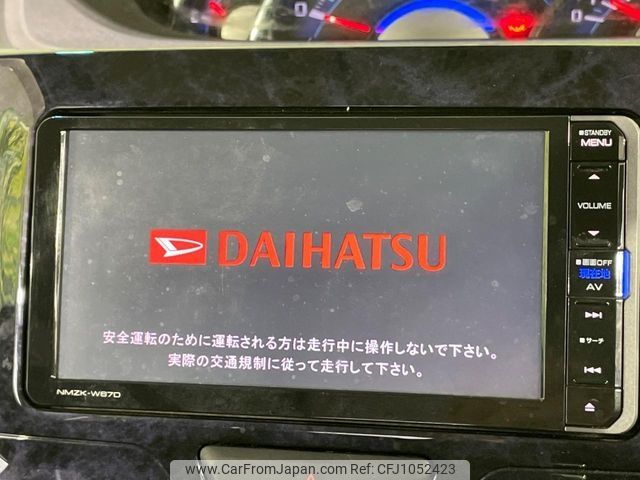 0
0
STANDBY
MENU
VOLUME
DAIHATSU
画面OFF
現在地
AV
サーチ
安全運転のために運転される方は走行中に操作しないで下さい。
実際の交通規制に従って走行して下さい。
NMZK-W67D
www.CarFromJapan.com CFJ1052423